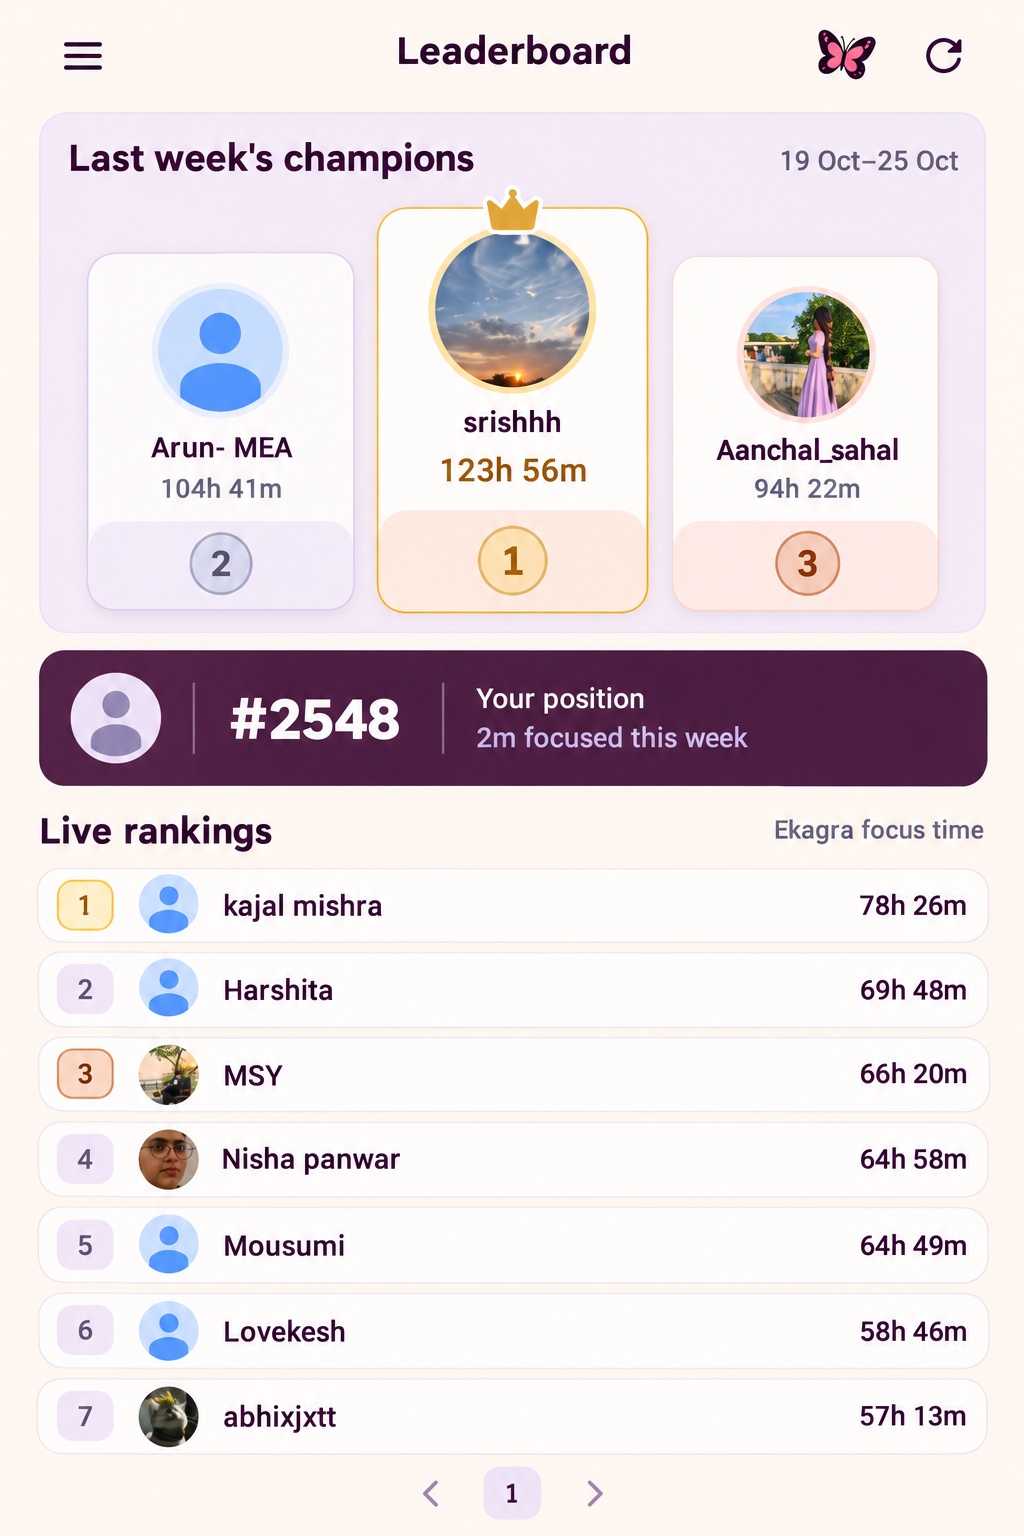 Leaderboard
Last week's champions
19 Oct–25 Oct
Arun- MEA
104h 41m
2
srishhh
123h 56m
1
Aanchal_sahal
94h 22m
3
#2548
Your position
2m focused this week
Live rankings
Ekagra focus time
1 kajal mishra 78h 26m
2 Harshita 69h 48m
3 MSY 66h 20m
4 Nisha panwar 64h 58m
5 Mousumi 64h 49m
6 Lovekesh 58h 46m
7 abhixjxtt 57h 13m
1